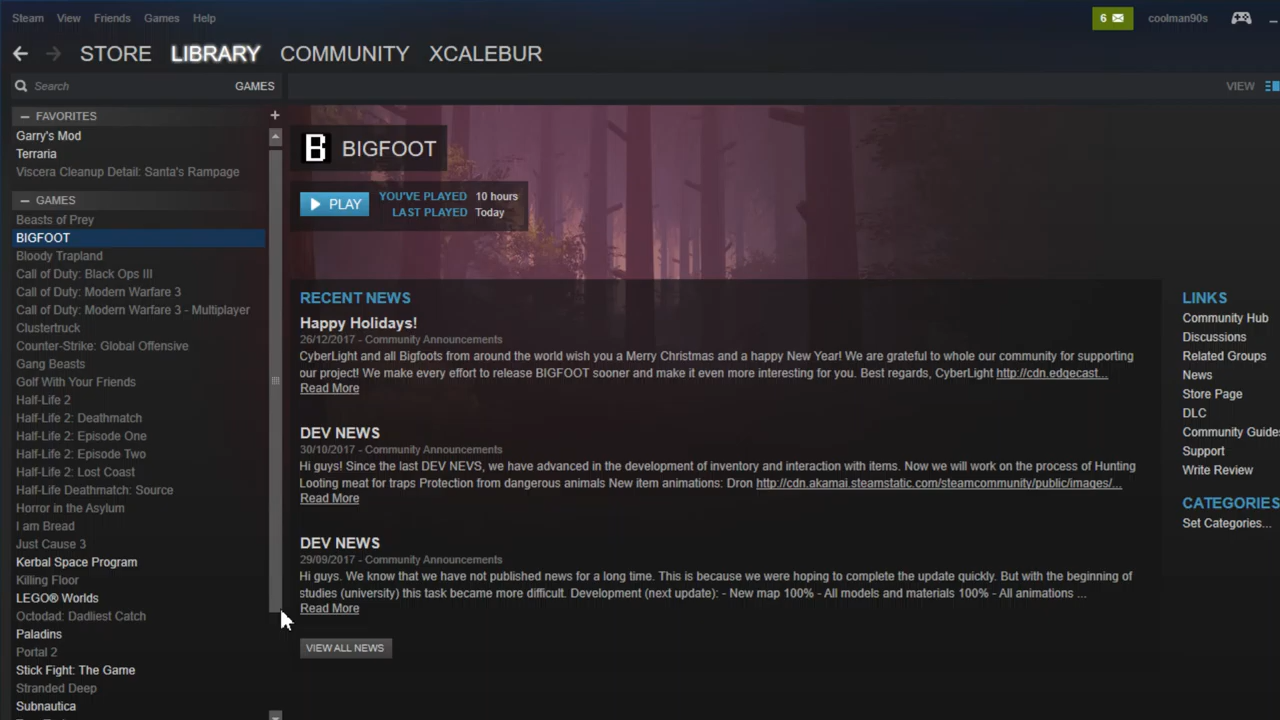 Steam View Friends Games Help
6 coolman90s
STORE LIBRARY COMMUNITY XCALEBUR
Search GAMES
VIEW
— FAVORITES +
Garry's Mod
Terraria
Viscera Cleanup Detail: Santa's Rampage
— GAMES
Beasts of Prey
BIGFOOT
Bloody Trapland
Call of Duty: Black Ops III
Call of Duty: Modern Warfare 3
Call of Duty: Modern Warfare 3 - Multiplayer
Clustertruck
Counter-Strike: Global Offensive
Gang Beasts
Golf With Your Friends
Half-Life 2
Half-Life 2: Deathmatch
Half-Life 2: Episode One
Half-Life 2: Episode Two
Half-Life 2: Lost Coast
Half-Life Deathmatch: Source
Horror in the Asylum
I am Bread
Just Cause 3
Kerbal Space Program
Killing Floor
LEGO® Worlds
Octodad: Dadliest Catch
Paladins
Portal 2
Stick Fight: The Game
Stranded Deep
Subnautica
B BIGFOOT
PLAY
YOU'VE PLAYED 10 hours
LAST PLAYED Today
RECENT NEWS
Happy Holidays!
26/12/2017 - Community Announcements
CyberLight and all Bigfoots from around the world wish you a Merry Christmas and a happy New Year! We are grateful to whole our community for supporting
our project! We make every effort to release BIGFOOT sooner and make it even more interesting for you. Best regards, CyberLight http://cdn.edgecast...
Read More
DEV NEWS
30/10/2017 - Community Announcements
Hi guys! Since the last DEV NEVS, we have advanced in the development of inventory and interaction with items. Now we will work on the process of Hunting
Looting meat for traps Protection from dangerous animals New item animations: Dron http://cdn.akamai.steamstatic.com/steamcommunity/public/images/...
Read More
DEV NEWS
29/09/2017 - Community Announcements
Hi guys. We know that we have not published news for a long time. This is because we were hoping to complete the update quickly. But with the beginning of
studies (university) this task became more difficult. Development (next update): - New map 100% - All models and materials 100% - All animations ...
Read More
VIEW ALL NEWS
LINKS
Community Hub
Discussions
Related Groups
News
Store Page
DLC
Community Guide
Support
Write Review
CATEGORIES
Set Categories...